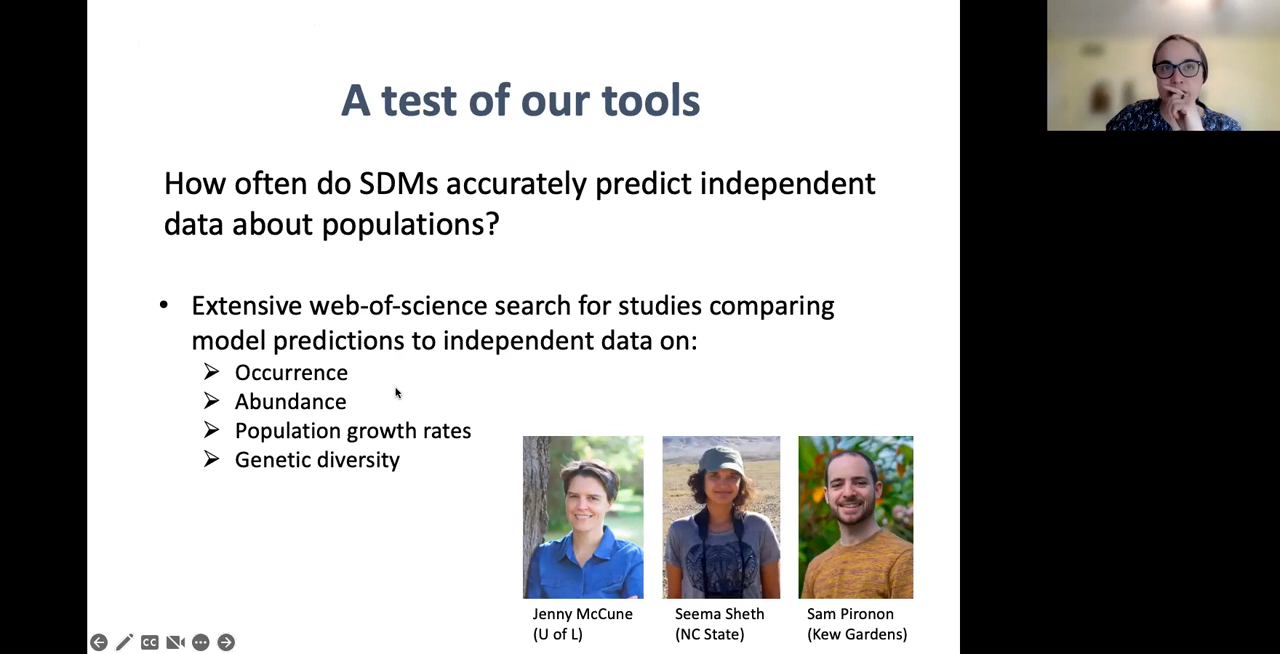 A test of our tools
How often do SDMs accurately predict independent
data about populations?
• Extensive web-of-science search for studies comparing
model predictions to independent data on:
➢ Occurrence
➢ Abundance
➢ Population growth rates
➢ Genetic diversity
Jenny McCune
(U of L)
Seema Sheth
(NC State)
Sam Pironon
(Kew Gardens)
CC